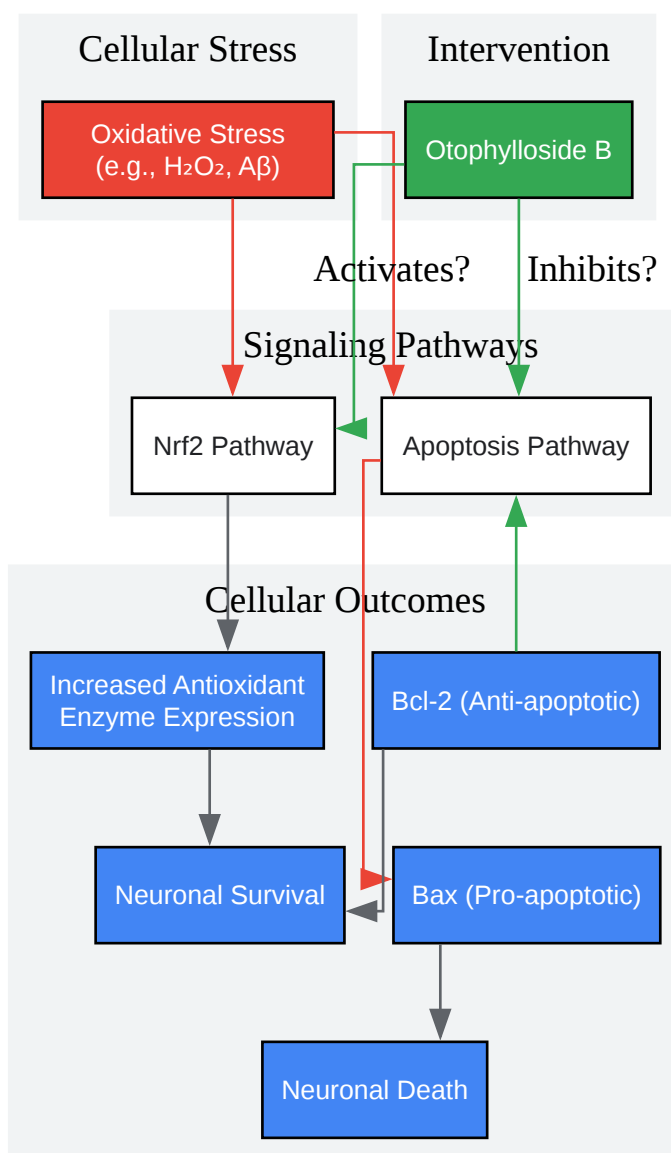 Cellular Stress
Intervention
Oxidative Stress
(e.g., H₂O₂, Aβ)
Otophylloside B
Activates?
Inhibits?
Signaling Pathways
Nrf2 Pathway
Apoptosis Pathway
Cellular Outcomes
Increased Antioxidant
Enzyme Expression
Bcl-2 (Anti-apoptotic)
Neuronal Survival
Bax (Pro-apoptotic)
Neuronal Death